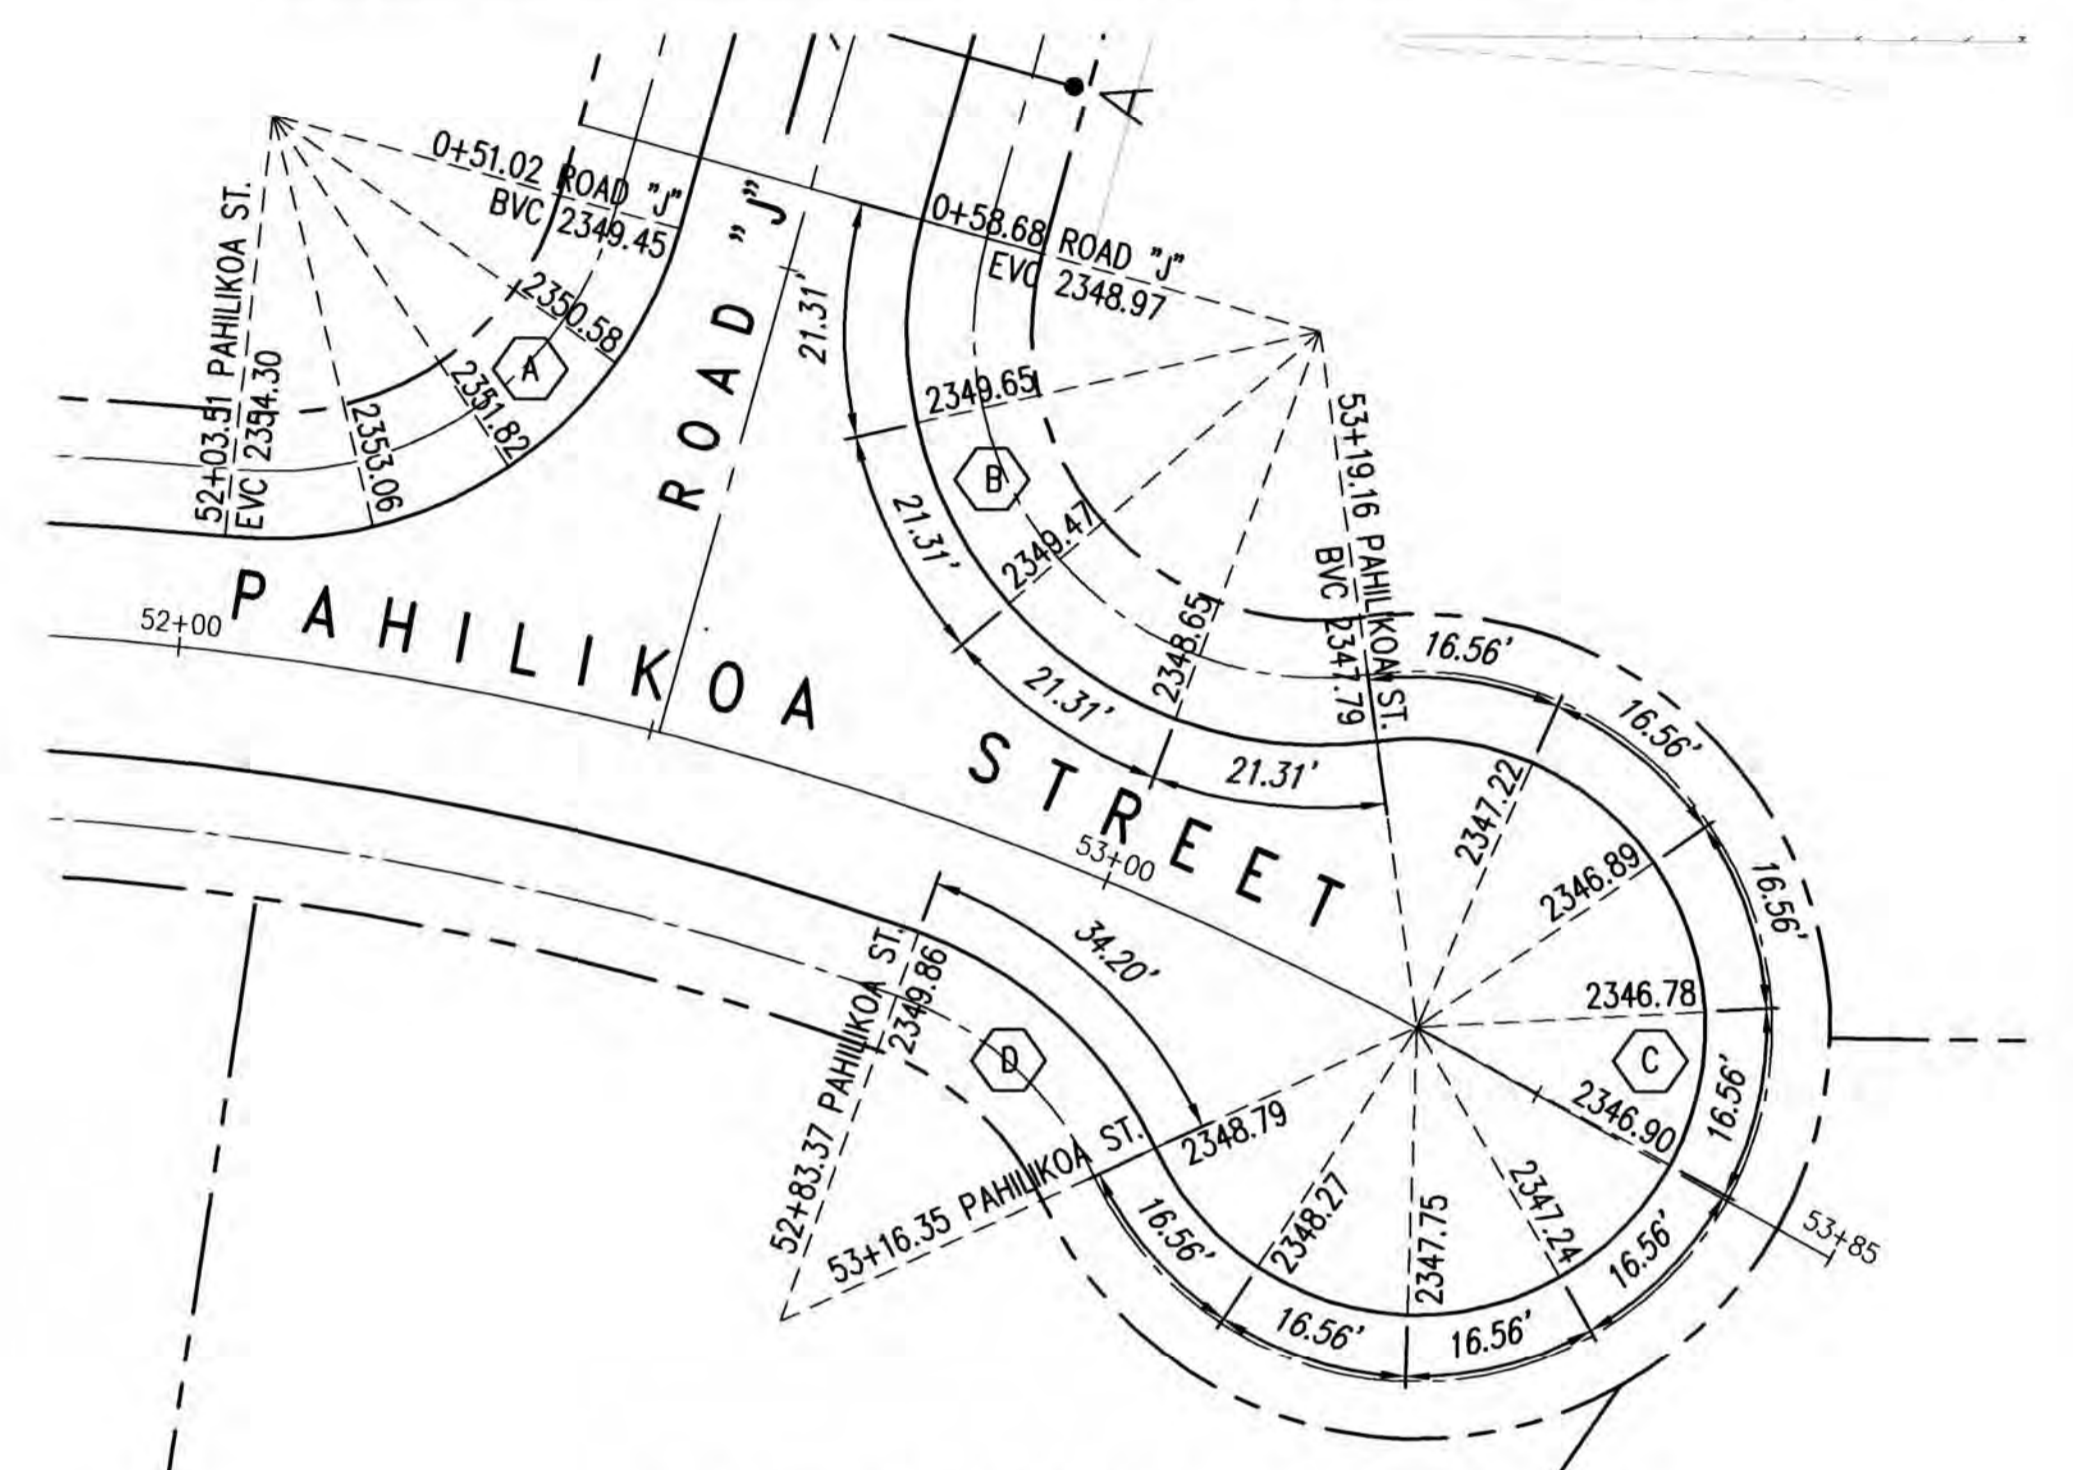 A
0+51.02 ROAD "J"
BVC 2349.45
52+03.51 PAHILIKOA ST.
EVC 2354.30
2353.06
2351.82
2350.58
A
ROAD "J"
21.31'
0+58.68 ROAD "J"
EVC 2348.97
2349.65
B
21.31'
2349.47
21.31'
2348.65
21.31'
53+19.16 PAHILIKOA ST.
BVC 2347.79
52+00
PAHILIKOA STREET
53+00
16.56'
16.56'
16.56'
16.56'
16.56'
16.56'
16.56'
16.56'
2347.22
2346.89
2346.78
C
2346.90
2347.24
2347.75
2348.27
2348.79
53+85
34.20'
D
52+83.37 PAHILIKOA ST.
2349.86
53+16.35 PAHILIKOA ST.